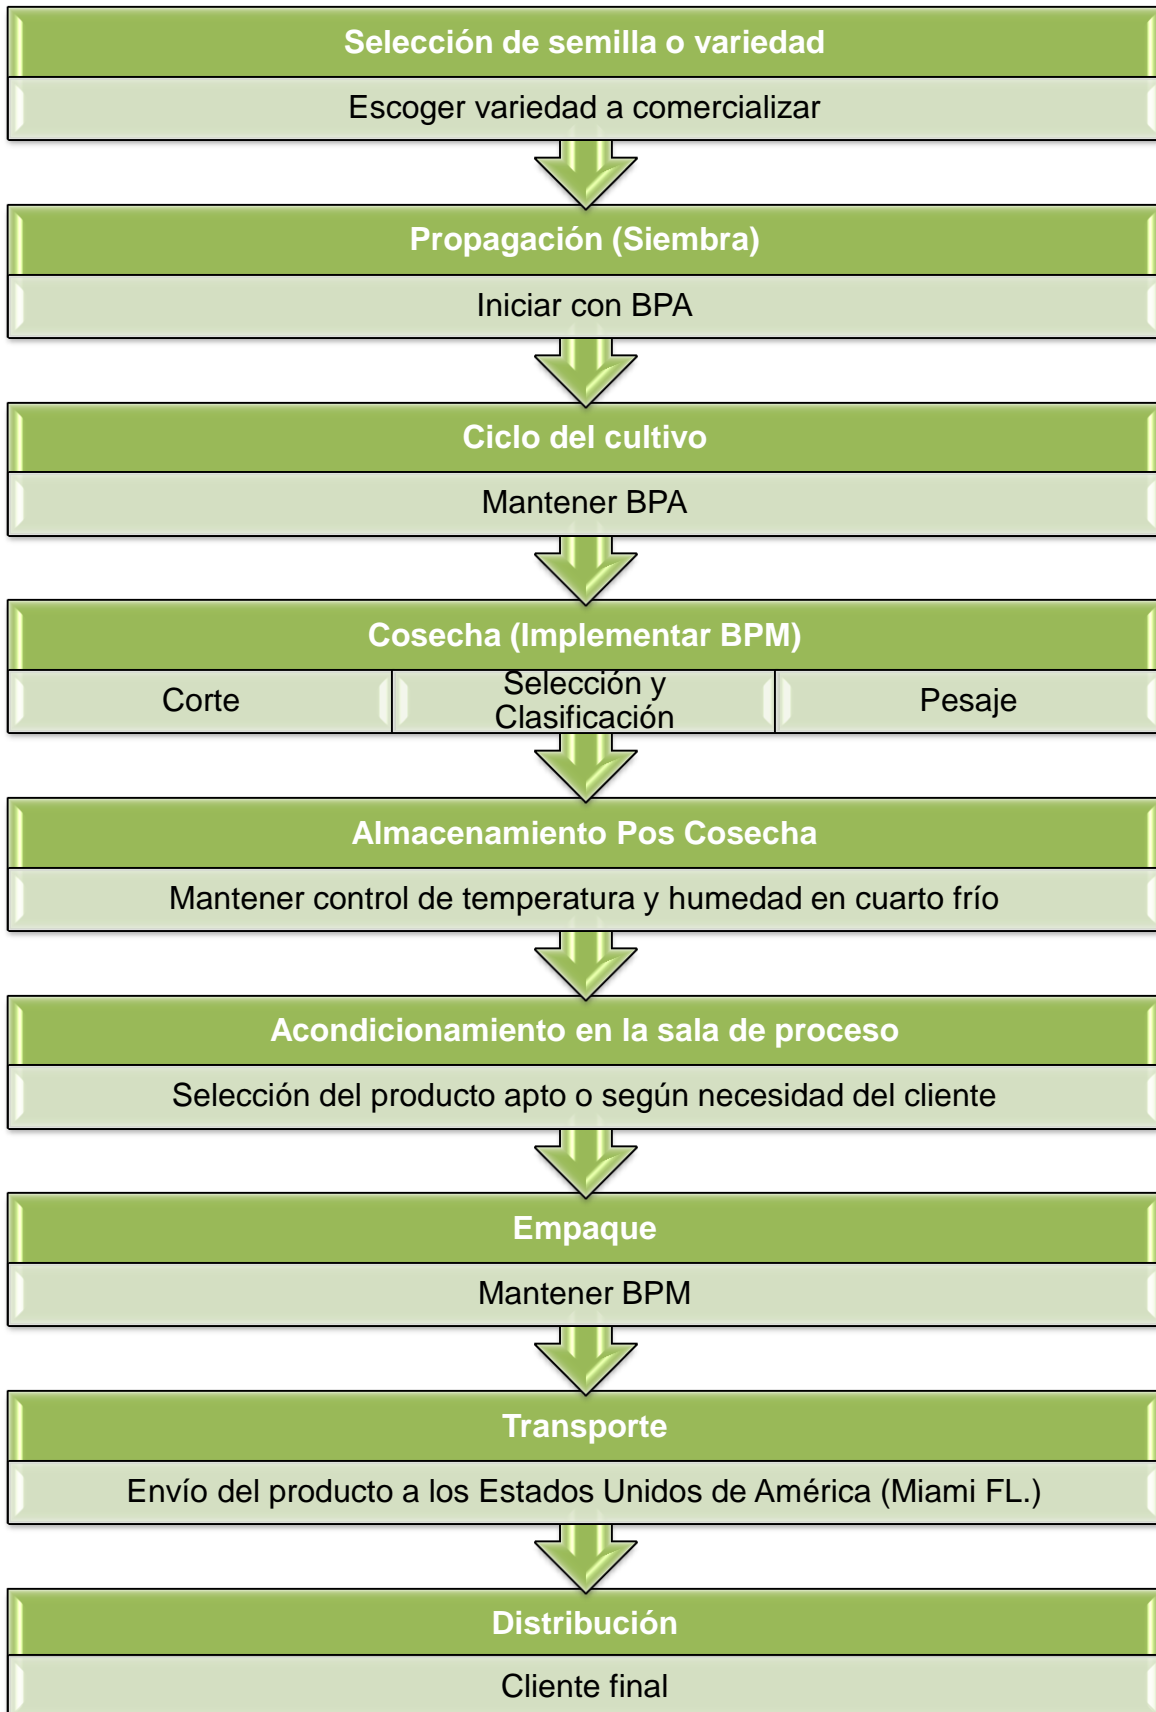 Selección de semilla o variedad
Escoger variedad a comercializar
Propagación (Siembra)
Iniciar con BPA
Ciclo del cultivo
Mantener BPA
Cosecha (Implementar BPM)
Corte
Selección y
Clasificación
Pesaje
Almacenamiento Pos Cosecha
Mantener control de temperatura y humedad en cuarto frío
Acondicionamiento en la sala de proceso
Selección del producto apto o según necesidad del cliente
Empaque
Mantener BPM
Transporte
Envío del producto a los Estados Unidos de América (Miami FL.)
Distribución
Cliente final